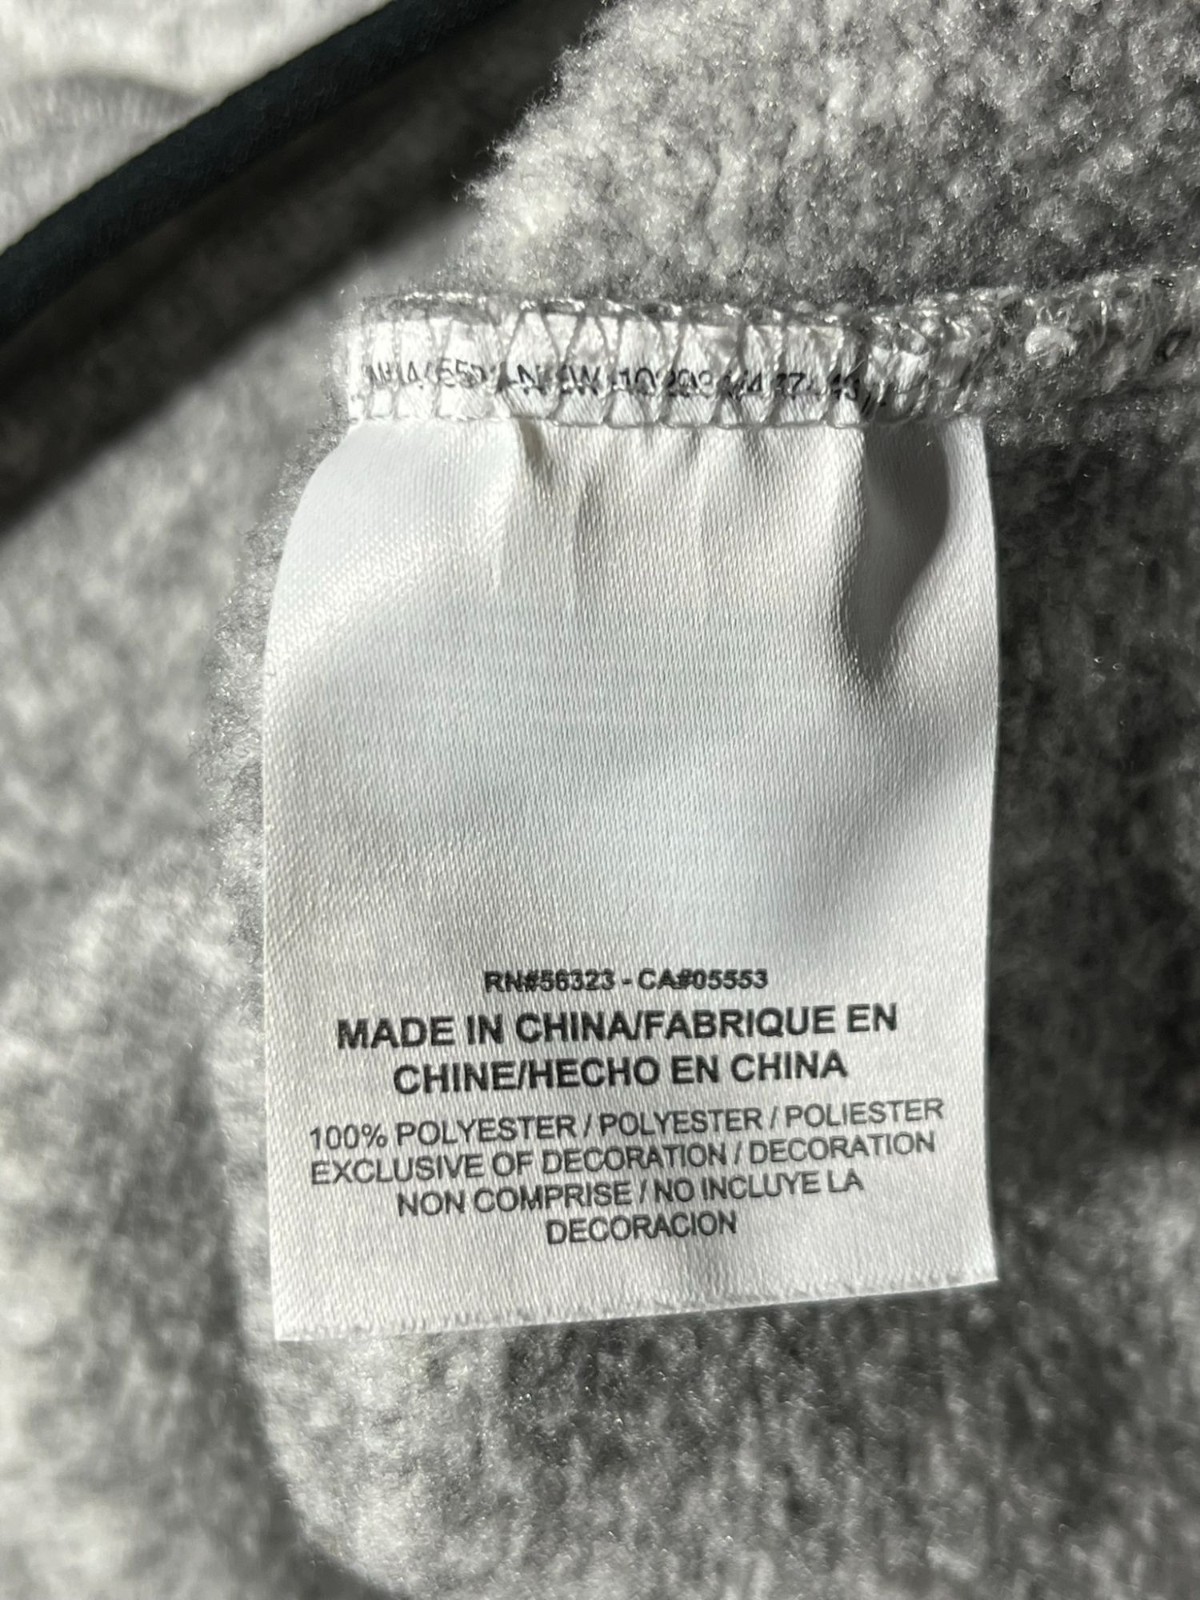 RN#56323 - CA#05553
MADE IN CHINA/FABRIQUE EN
CHINE/HECHO EN CHINA
100% POLYESTER / POLYESTER / POLIESTER
EXCLUSIVE OF DECORATION / DECORATION
NON COMPRISE / NO INCLUYE LA
DECORACION